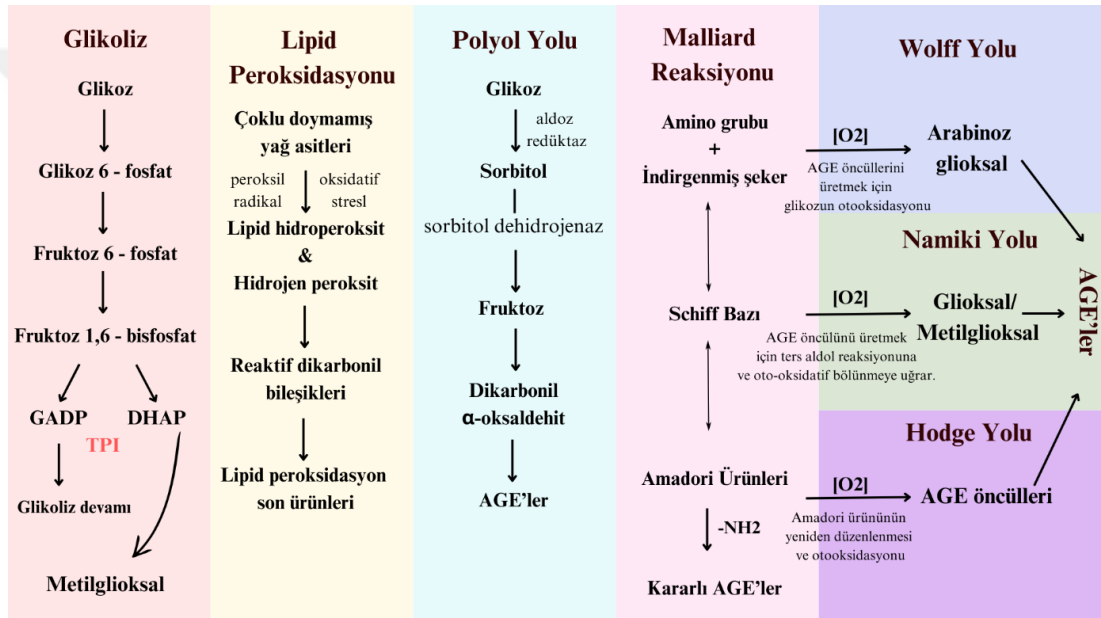 Glikoliz
Glikoz
Glikoz 6 - fosfat
Fruktoz 6 - fosfat
Fruktoz 1,6 - bisfosfat
GADP
DHAP
TPI
Glikoliz devamı
Metilglioksal
Lipid
Peroksidasyonu
Çoklu doymamış
yağ asitleri
peroksil
radikal
oksidatif
stresl
Lipid hidroperoksit
&
Hidrojen peroksit
Reaktif dikarbonil
bileşikleri
Lipid peroksidasyon
son ürünleri
Polyol Yolu
Glikoz
aldoz
redüktaz
Sorbitol
sorbitol dehidrojenaz
Fruktoz
Dikarbonil
α-oksaldehit
AGE'ler
Malliard
Reaksiyonu
Amino grubu
+
İndirgenmiş şeker
Schiff Bazı
Amadori Ürünleri
-NH2
Kararlı AGE'ler
Wolff Yolu
[O2]
AGE öncüllerini
üretmek için
glikozun otooksidasyonu
Arabinoz
glioksal
Namiki Yolu
[O2]
AGE öncülünü üretmek
için ters aldol reaksiyonuna
ve oto-oksidatif bölünmeye uğrar.
Glioksal/
Metilglioksal
AGE'ler
Hodge Yolu
[O2]
Amadori ürününün
yeniden düzenlenmesi
ve otooksidasyonu
AGE öncülleri